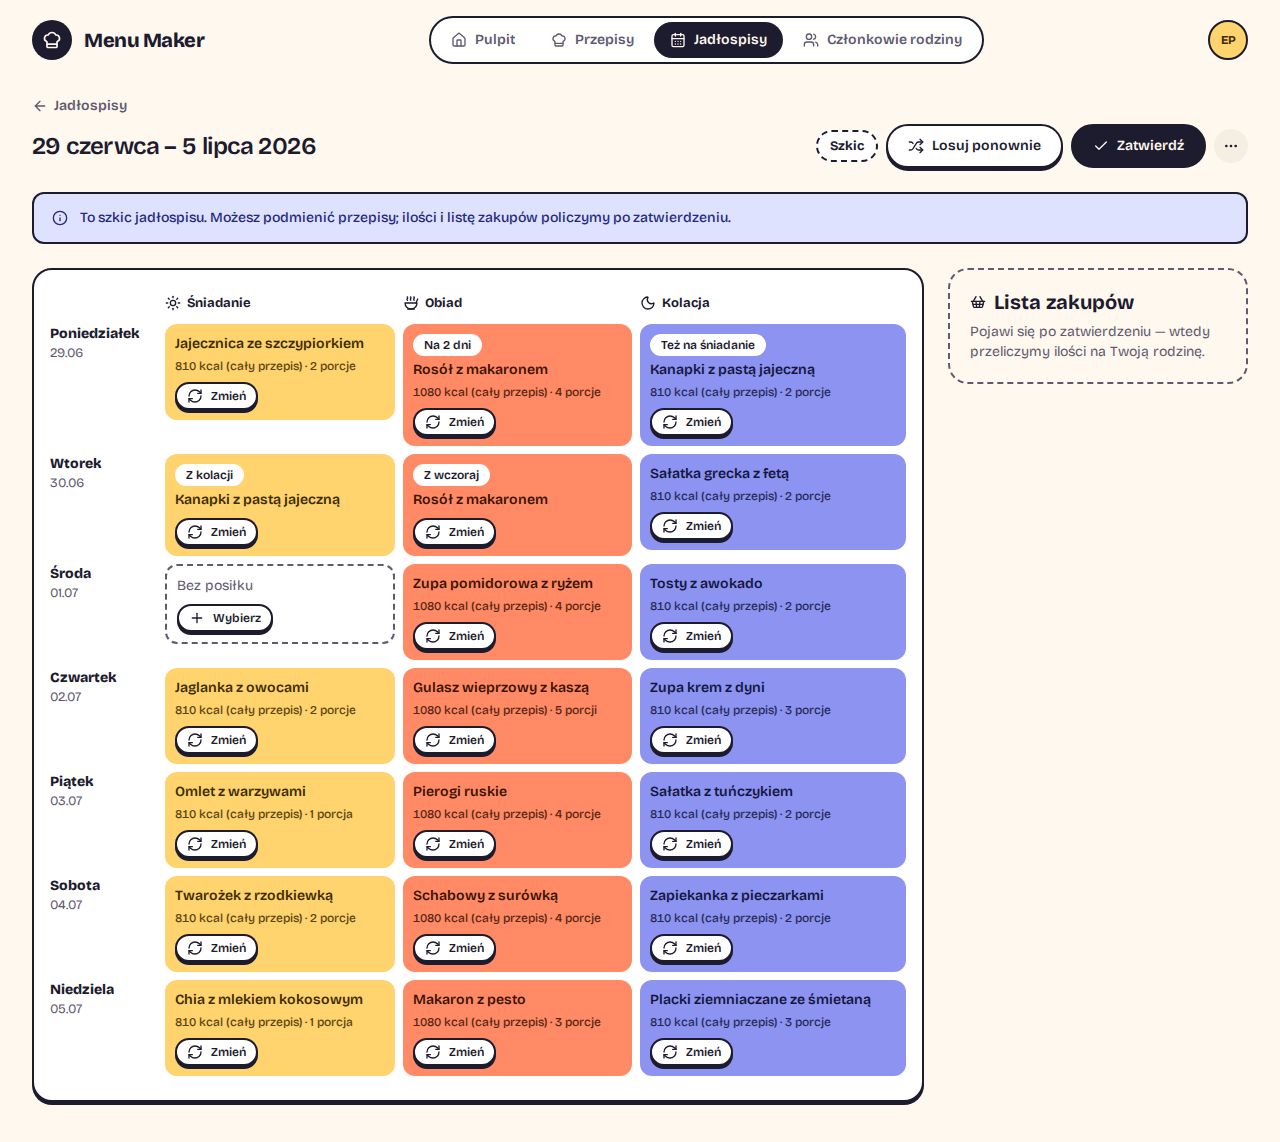 Menu Maker
Pulpit
Przepisy
Jadłospisy
Członkowie rodziny
EP
Jadłospisy
29 czerwca – 5 lipca 2026
Szkic
Losuj ponownie
Zatwierdź
To szkic jadłospisu. Możesz podmienić przepisy; ilości i listę zakupów policzymy po zatwierdzeniu.
Śniadanie
Obiad
Kolacja
Poniedziałek
29.06
Jajecznica ze szczypiorkiem
810 kcal (cały przepis) · 2 porcje
Zmień
Na 2 dni
Rosół z makaronem
1080 kcal (cały przepis) · 4 porcje
Zmień
Też na śniadanie
Kanapki z pastą jajeczną
810 kcal (cały przepis) · 2 porcje
Zmień
Wtorek
30.06
Z kolacji
Kanapki z pastą jajeczną
Zmień
Z wczoraj
Rosół z makaronem
Zmień
Sałatka grecka z fetą
810 kcal (cały przepis) · 2 porcje
Zmień
Środa
01.07
Bez posiłku
Wybierz
Zupa pomidorowa z ryżem
1080 kcal (cały przepis) · 4 porcje
Zmień
Tosty z awokado
810 kcal (cały przepis) · 2 porcje
Zmień
Czwartek
02.07
Jaglanka z owocami
810 kcal (cały przepis) · 2 porcje
Zmień
Gulasz wieprzowy z kaszą
1080 kcal (cały przepis) · 5 porcji
Zmień
Zupa krem z dyni
810 kcal (cały przepis) · 3 porcje
Zmień
Piątek
03.07
Omlet z warzywami
810 kcal (cały przepis) · 1 porcja
Zmień
Pierogi ruskie
1080 kcal (cały przepis) · 4 porcje
Zmień
Sałatka z tuńczykiem
810 kcal (cały przepis) · 2 porcje
Zmień
Sobota
04.07
Twarożek z rzodkiewką
810 kcal (cały przepis) · 2 porcje
Zmień
Schabowy z surówką
1080 kcal (cały przepis) · 4 porcje
Zmień
Zapiekanka z pieczarkami
810 kcal (cały przepis) · 2 porcje
Zmień
Niedziela
05.07
Chia z mlekiem kokosowym
810 kcal (cały przepis) · 1 porcja
Zmień
Makaron z pesto
1080 kcal (cały przepis) · 3 porcje
Zmień
Placki ziemniaczane ze śmietaną
810 kcal (cały przepis) · 3 porcje
Zmień
Lista zakupów
Pojawi się po zatwierdzeniu — wtedy
przeliczymy ilości na Twoją rodzinę.